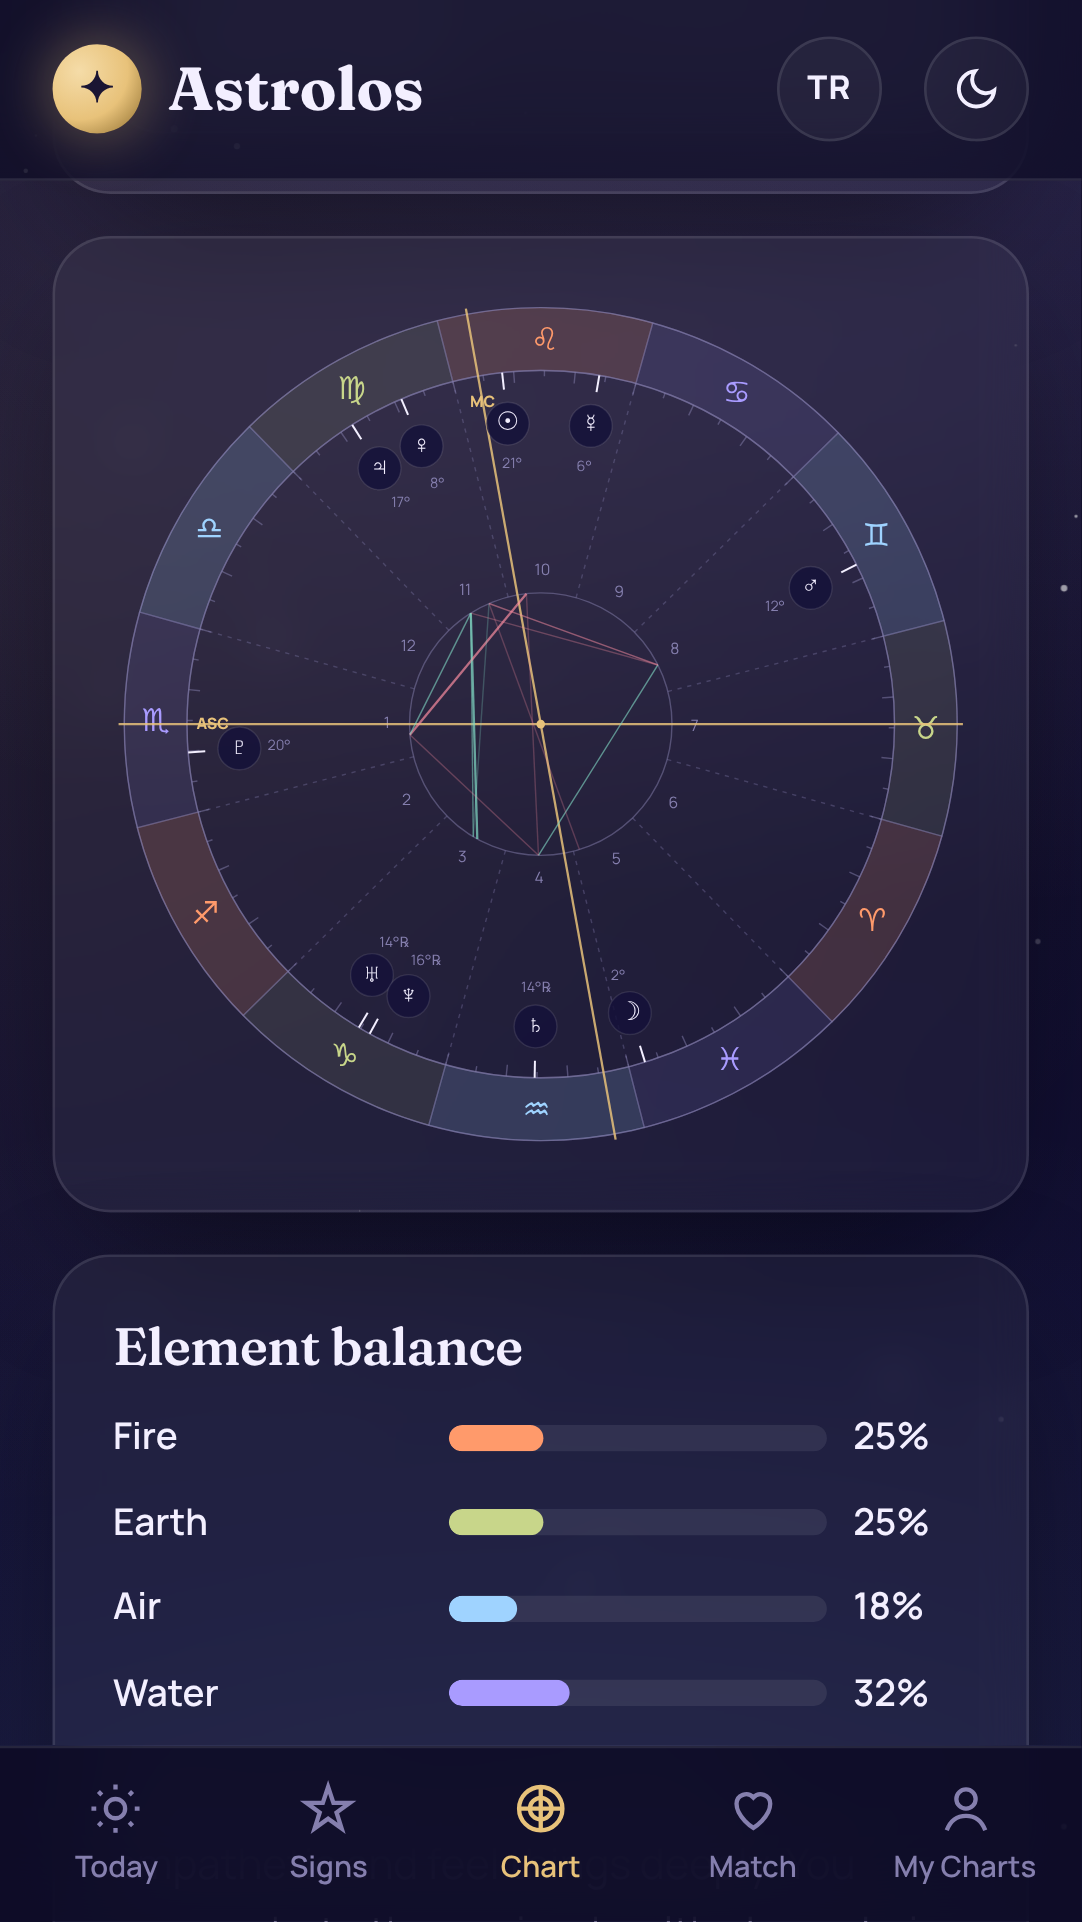 Astrolos
TR
MC
21°
6°
8°
17°
12°
10
11
9
12
8
ASC
1
7
20°
2
6
3
5
4
14°℞
16°℞
14°℞
2°
Element balance
Fire 25%
Earth 25%
Air 18%
Water 32%
Today
Signs
Chart
Match
My Charts